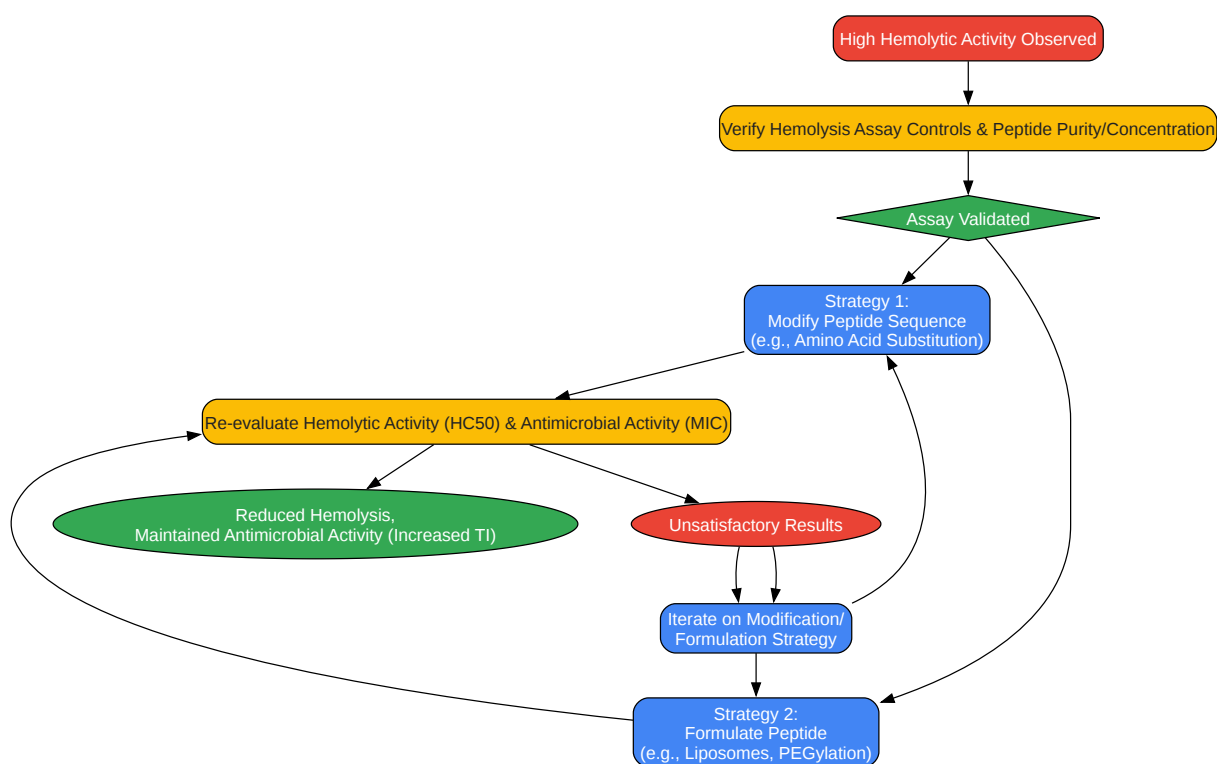 High Hemolytic Activity Observed
Verify Hemolysis Assay Controls & Peptide Purity/Concentration
Assay Validated
Strategy 1:
Modify Peptide Sequence
(e.g., Amino Acid Substitution)
Re-evaluate Hemolytic Activity (HC50) & Antimicrobial Activity (MIC)
Reduced Hemolysis,
Maintained Antimicrobial Activity (Increased TI)
Unsatisfactory Results
Iterate on Modification/
Formulation Strategy
Strategy 2:
Formulate Peptide
(e.g., Liposomes, PEGylation)